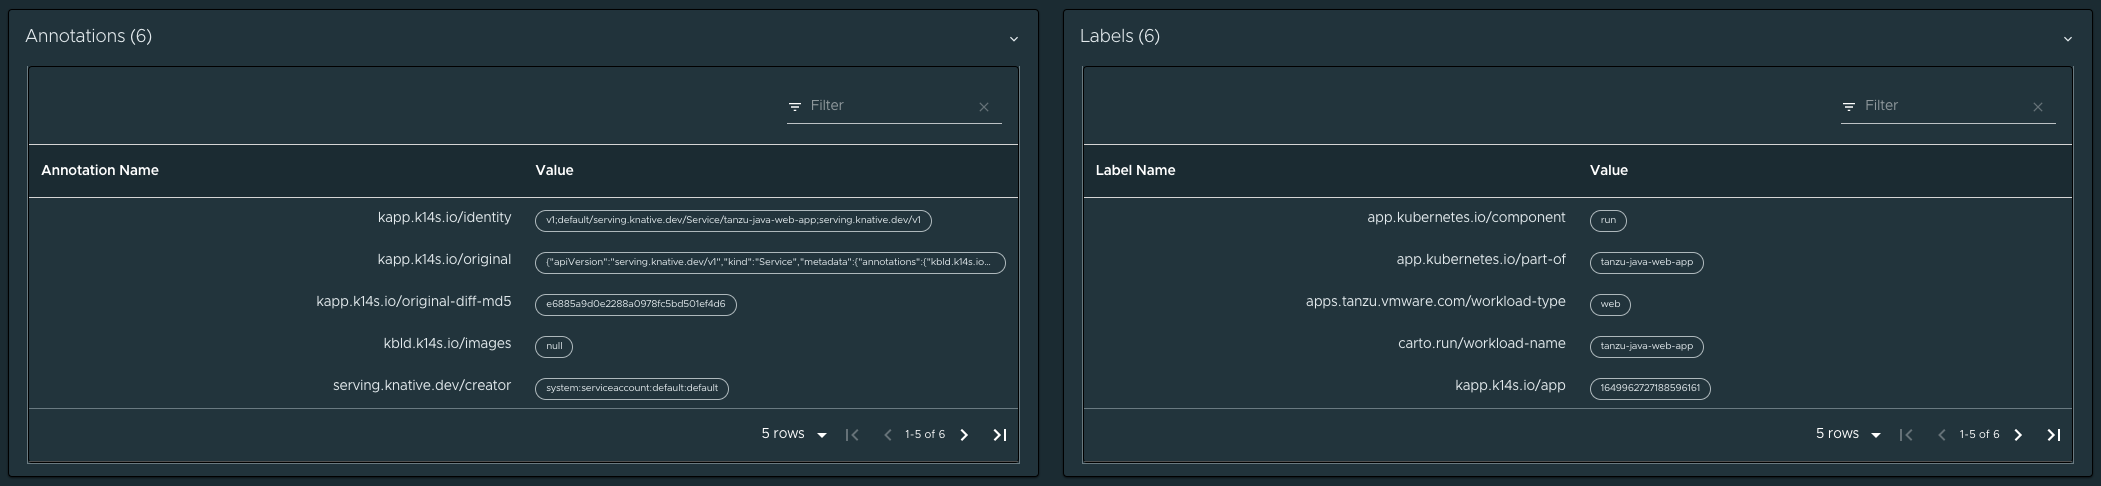 Annotations (6)
Filter
Annotation Name Value
kapp.k14s.io/identity v1;default/serving.knative.dev/Service/tanzu-java-web-app;serving.knative.dev/v1
kapp.k14s.io/original {"apiVersion":"serving.knative.dev/v1","kind":"Service","metadata":{"annotations":{"kbld.k14s.io...
kapp.k14s.io/original-diff-md5 e6885a9d0e2288a0978fc5bd501ef4d6
kbld.k14s.io/images null
serving.knative.dev/creator system:serviceaccount:default:default
5 rows 1-5 of 6
Labels (6)
Filter
Label Name Value
app.kubernetes.io/component run
app.kubernetes.io/part-of tanzu-java-web-app
apps.tanzu.vmware.com/workload-type web
carto.run/workload-name tanzu-java-web-app
kapp.k14s.io/app 1649962727188596161
5 rows 1-5 of 6